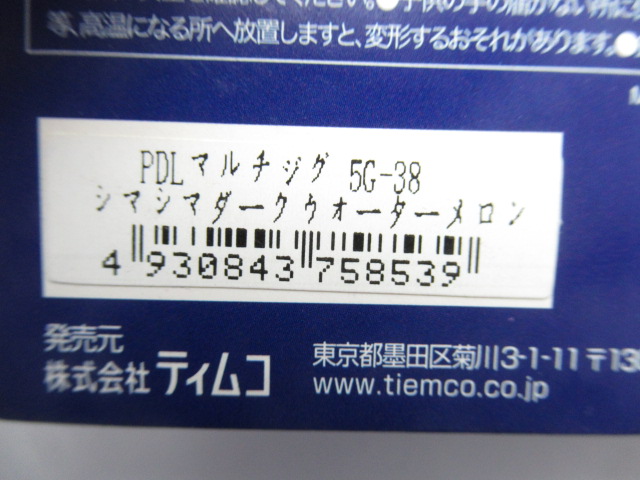 等、高温になる所へ放置しますと、変形するおそれがあります。●
PDLマルチジグ 5G-38
シマシマダークウォーターメロン
4 930843 758539
発売元
株式会社 ティムコ
東京都墨田区菊川3-1-11 〒13
www.tiemco.co.jp